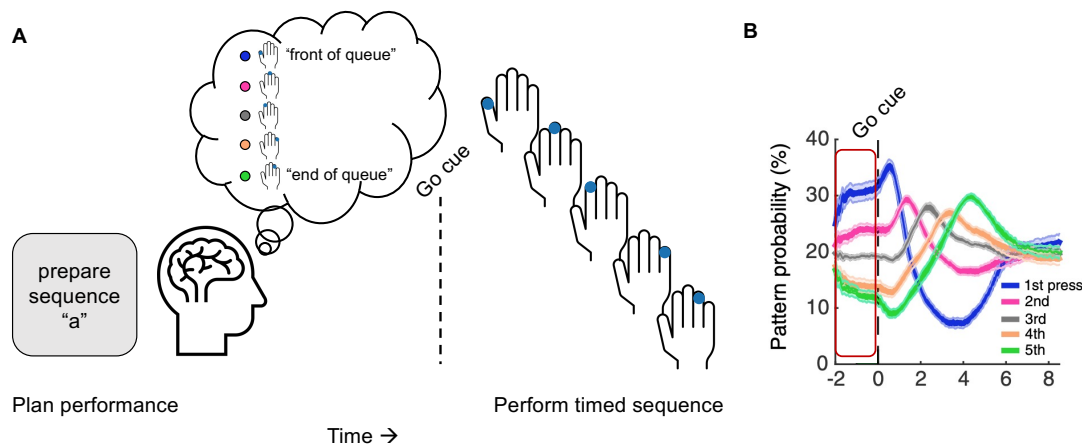 A
"front of queue"
"end of queue"
Go cue
prepare
sequence
"a"
Plan performance
Perform timed sequence
Time →
B
Go cue
Pattern probability (%)
40
30
20
10
0
1st press
2nd
3rd
4th
5th
-2 0 2 4 6 8